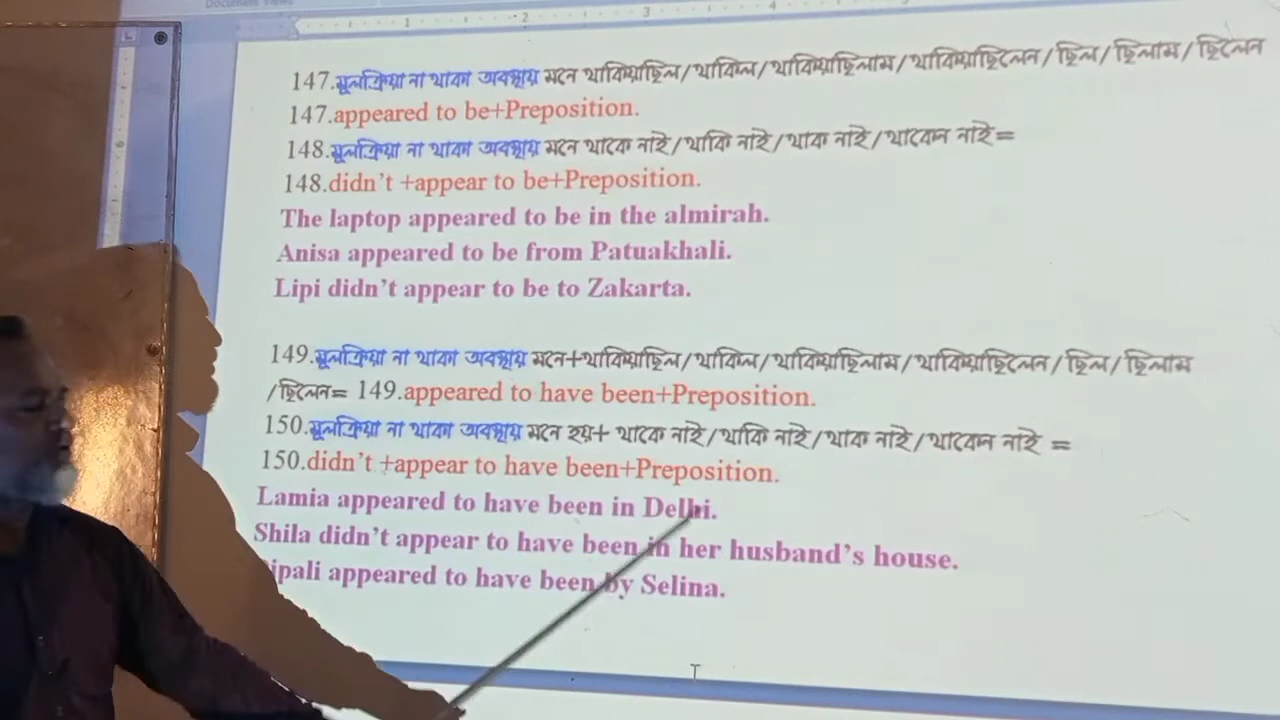 147.মূলক্রিয়া না থাকা অবস্থায় মনে থাকিয়াছিল/থাকিল/থাকিয়াছিলাম/থাকিয়াছিলেন/ছিল/ছিলাম/ছিলেন
147.appeared to be+Preposition.
148.মূলক্রিয়া না থাকা অবস্থায় মনে থাকে নাই/থাকি নাই/থাক নাই/থাকেন নাই=
148.didn't +appear to be+Preposition.
The laptop appeared to be in the almirah.
Anisa appeared to be from Patuakhali.
Lipi didn't appear to be to Zakarta.
149.মূলক্রিয়া না থাকা অবস্থায় মনে+থাকিয়াছিল/থাকিল/থাকিয়াছিলাম/থাকিয়াছিলেন/ছিল/ছিলাম
/ছিলেন= 149.appeared to have been+Preposition.
150.মূলক্রিয়া না থাকা অবস্থায় মনে হয়+ থাকে নাই/থাকি নাই/থাক নাই/থাকেন নাই =
150.didn't +appear to have been+Preposition.
Lamia appeared to have been in Delhi.
Shila didn't appear to have been in her husband's house.
appeared to have been by Selina.